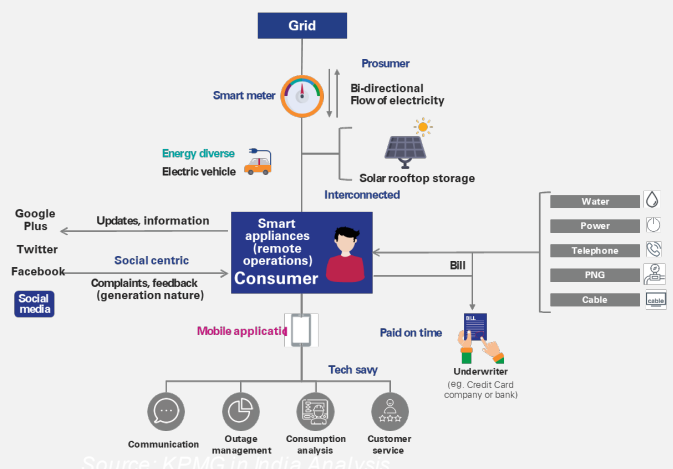 Grid
Prosumer
Smart meter
Bi-directional
Flow of electricity
Energy diverse
Electric vehicle
Solar rooftop storage
Interconnected
Google
Plus
Twitter
Facebook
Social
media
Updates, information
Social centric
Complaints, feedback
(generation nature)
Smart
appliances
(remote
operations)
Consumer
Bill
Water
Power
Telephone
PNG
Cable
cable
BILL
Paid on time
Underwriter
(eg. Credit Card
company or bank)
Mobile applicatic
Tech savy
Communication
Outage
management
Consumption
analysis
Customer
service
Source: KPMG in India Analysis